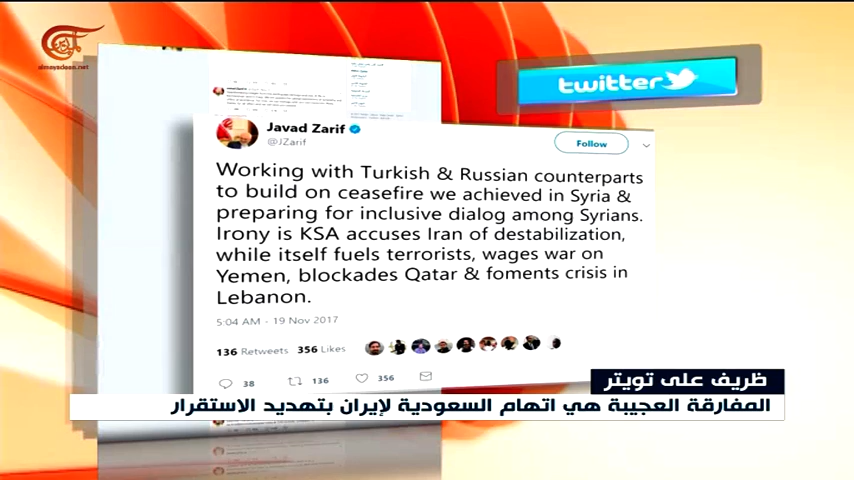 الميادين
almayadeen.net
twitter
Javad Zarif
@JZarif
Follow
Working with Turkish & Russian counterparts
to build on ceasefire we achieved in Syria &
preparing for inclusive dialog among Syrians.
Irony is KSA accuses Iran of destabilization,
while itself fuels terrorists, wages war on
Yemen, blockades Qatar & foments crisis in
Lebanon.
5:04 AM - 19 Nov 2017
136 Retweets 356 Likes
38 136 356
ظريف على تويتر
المفارقة العجيبة هي اتهام السعودية لإيران بتهديد الاستقرار